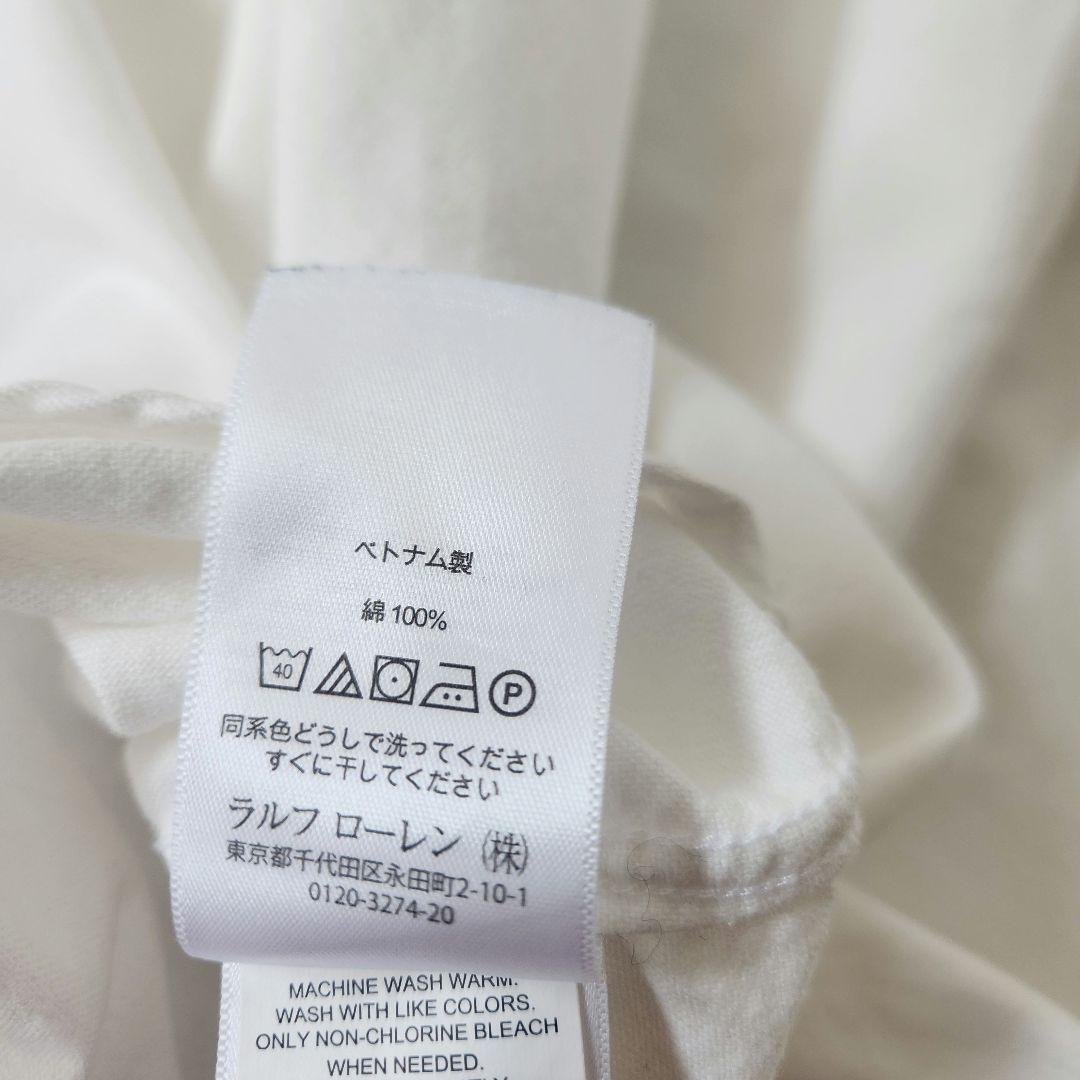 ベトナム製
綿 100%
40 P
同系色どうしで洗ってください
すぐに干してください
ラルフ ローレン (株)
東京都千代田区永田町2-10-1
0120-3274-20
MACHINE WASH WARM.
WASH WITH LIKE COLORS.
ONLY NON-CHLORINE BLEACH
WHEN NEEDED.